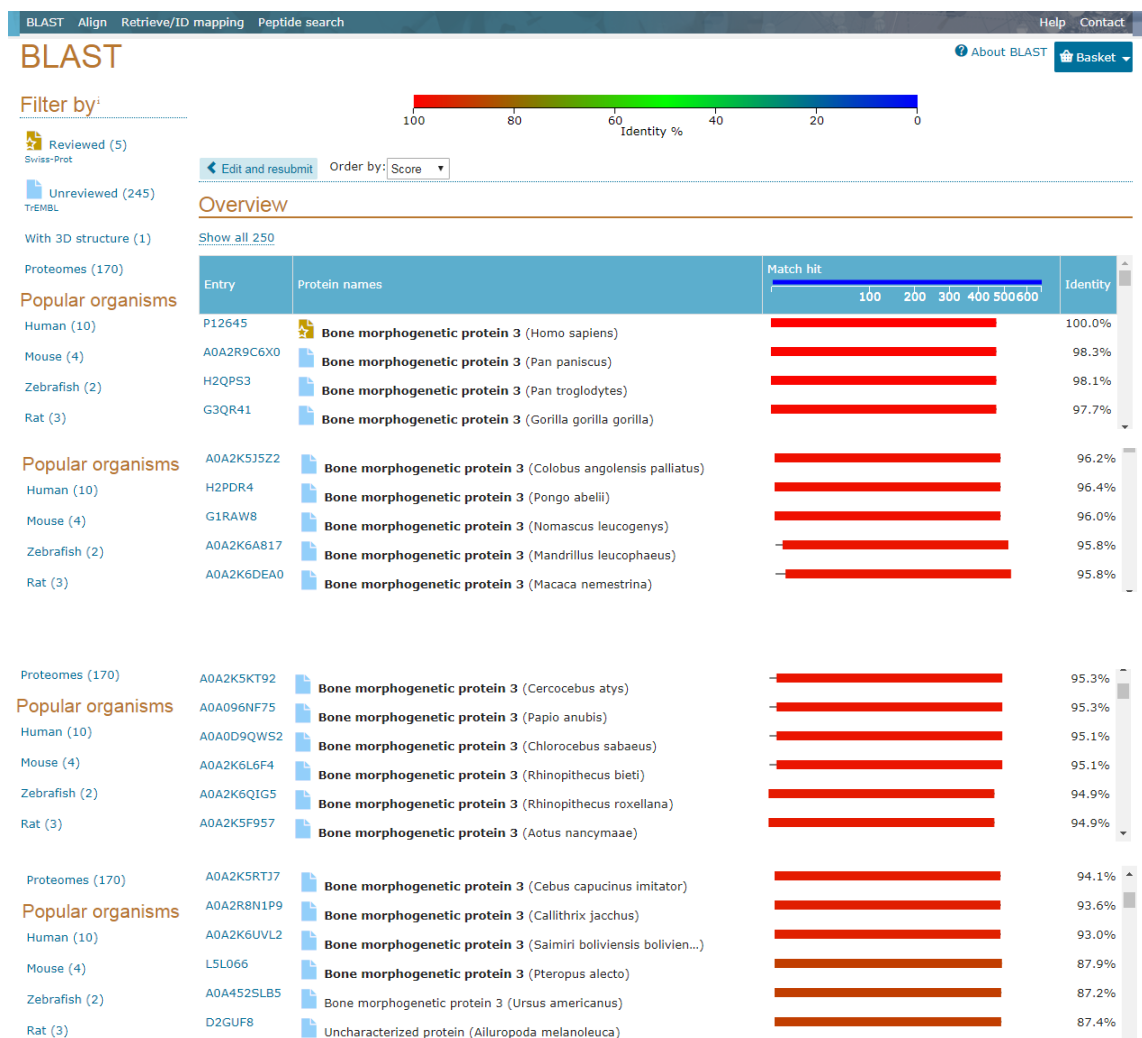 BLAST Align Retrieve/ID mapping Peptide search Help Contact
BLAST
About BLAST Basket
Filter by i
100 80 60 40 20 0
Identity %
Reviewed (5)
Swiss-Prot
Edit and resubmit Order by: Score
Unreviewed (245)
TrEMBL
Overview
With 3D structure (1)
Show all 250
Proteomes (170)
Entry Protein names Match hit Identity
100 200 300 400 500 600
Popular organisms
Human (10)
Mouse (4)
Zebrafish (2)
Rat (3)
P12645 Bone morphogenetic protein 3 (Homo sapiens) 100.0%
A0A2R9C6X0 Bone morphogenetic protein 3 (Pan paniscus) 98.3%
H2QPS3 Bone morphogenetic protein 3 (Pan troglodytes) 98.1%
G3QR41 Bone morphogenetic protein 3 (Gorilla gorilla gorilla) 97.7%
Popular organisms
Human (10)
Mouse (4)
Zebrafish (2)
Rat (3)
A0A2K5J5Z2 Bone morphogenetic protein 3 (Colobus angolensis palliatus) 96.2%
H2PDR4 Bone morphogenetic protein 3 (Pongo abelii) 96.4%
G1RAW8 Bone morphogenetic protein 3 (Nomascus leucogenys) 96.0%
A0A2K6A817 Bone morphogenetic protein 3 (Mandrillus leucophaeus) 95.8%
A0A2K6DEA0 Bone morphogenetic protein 3 (Macaca nemestrina) 95.8%
Proteomes (170)
Popular organisms
Human (10)
Mouse (4)
Zebrafish (2)
Rat (3)
A0A2K5KT92 Bone morphogenetic protein 3 (Cercocebus atys) 95.3%
A0A096NF75 Bone morphogenetic protein 3 (Papio anubis) 95.3%
A0A0D9QWS2 Bone morphogenetic protein 3 (Chlorocebus sabaeus) 95.1%
A0A2K6L6F4 Bone morphogenetic protein 3 (Rhinopithecus bieti) 95.1%
A0A2K6QIG5 Bone morphogenetic protein 3 (Rhinopithecus roxellana) 94.9%
A0A2K5F957 Bone morphogenetic protein 3 (Aotus nancymaae) 94.9%
Proteomes (170)
Popular organisms
Human (10)
Mouse (4)
Zebrafish (2)
Rat (3)
A0A2K5RTJ7 Bone morphogenetic protein 3 (Cebus capucinus imitator) 94.1%
A0A2R8N1P9 Bone morphogenetic protein 3 (Callithrix jacchus) 93.6%
A0A2K6UVL2 Bone morphogenetic protein 3 (Saimiri boliviensis bolivien...) 93.0%
L5L066 Bone morphogenetic protein 3 (Pteropus alecto) 87.9%
A0A452SLB5 Bone morphogenetic protein 3 (Ursus americanus) 87.2%
D2GUF8 Uncharacterized protein (Ailuropoda melanoleuca) 87.4%